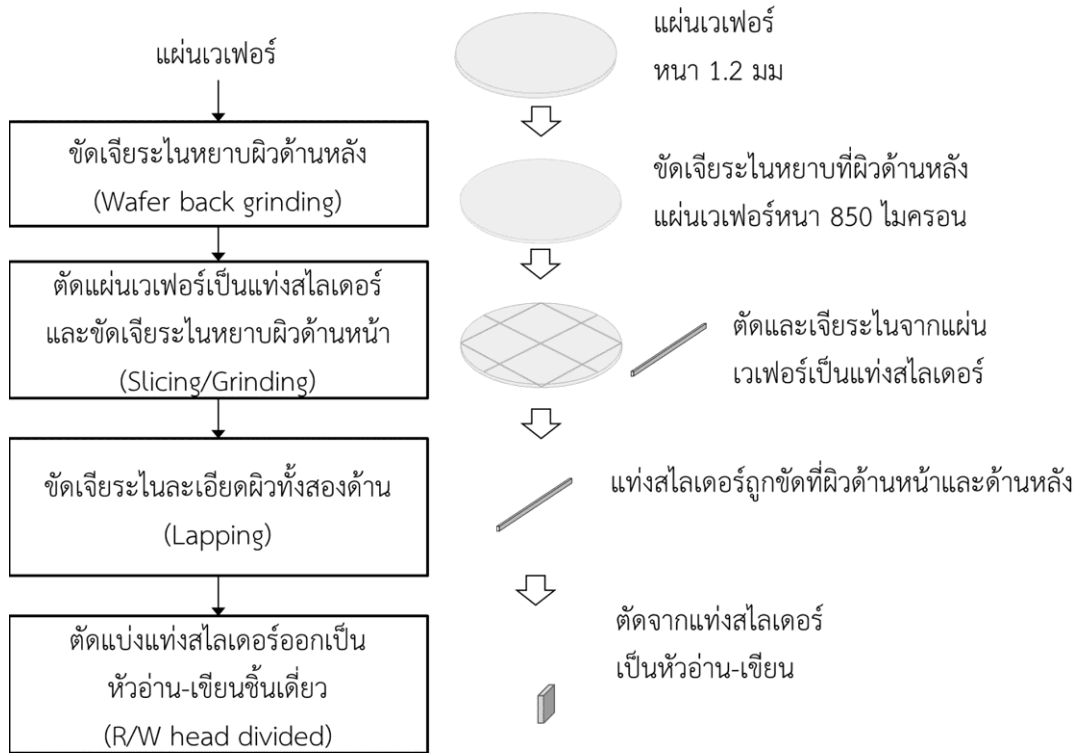 แผ่นเวเฟอร์
ขัดเจียระไนหยาบผิวด้านหลัง
(Wafer back grinding)
ตัดแผ่นเวเฟอร์เป็นแท่งสไลเดอร์
และขัดเจียระไนหยาบผิวด้านหน้า
(Slicing/Grinding)
ขัดเจียระไนละเอียดผิวทั้งสองด้าน
(Lapping)
ตัดแบ่งแท่งสไลเดอร์ออกเป็น
หัวอ่าน-เขียนชิ้นเดี่ยว
(R/W head divided)
แผ่นเวเฟอร์
หนา 1.2 มม
ขัดเจียระไนหยาบที่ผิวด้านหลัง
แผ่นเวเฟอร์หนา 850 ไมครอน
ตัดและเจียระไนจากแผ่น
เวเฟอร์เป็นแท่งสไลเดอร์
แท่งสไลเดอร์ถูกขัดที่ผิวด้านหน้าและด้านหลัง
ตัดจากแท่งสไลเดอร์
เป็นหัวอ่าน-เขียน